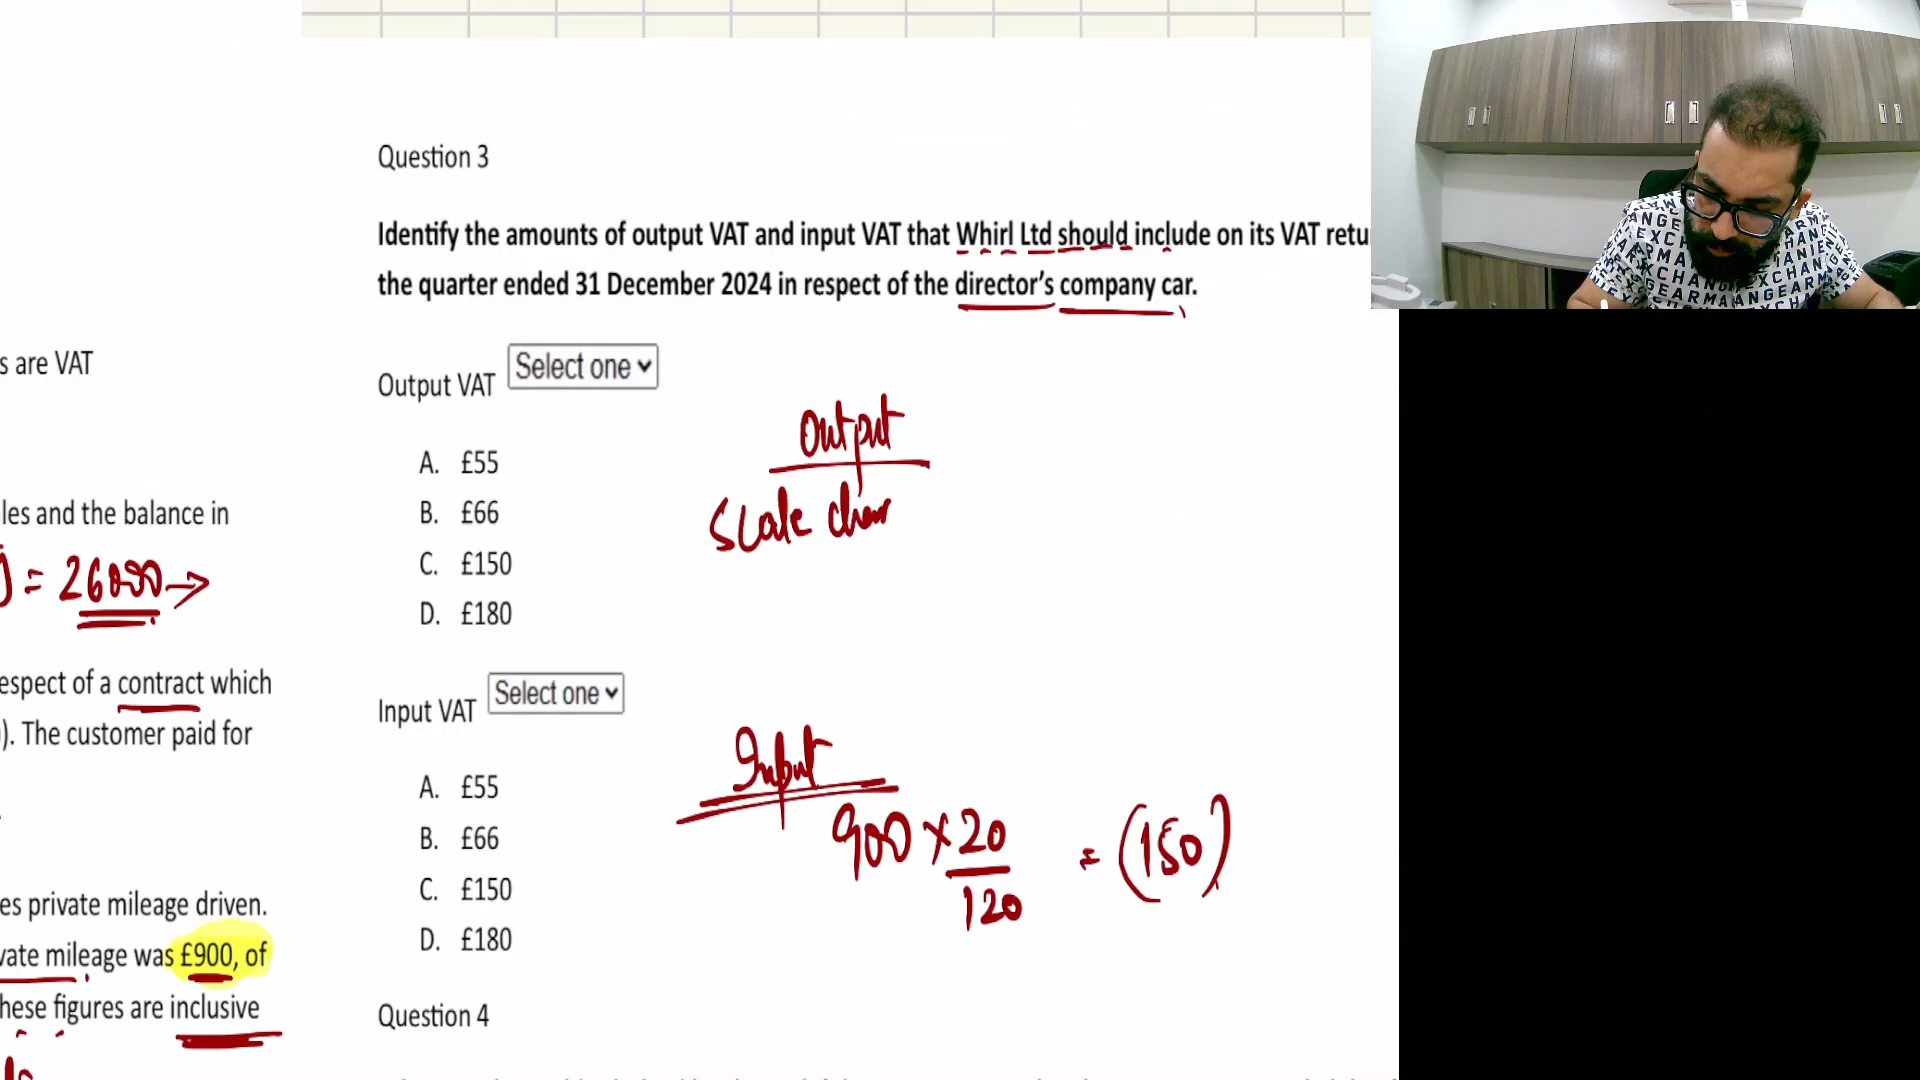 Question 3
Identify the amounts of output VAT and input VAT that Whirl Ltd should include on its VAT retu
the quarter ended 31 December 2024 in respect of the director's company car.
s are VAT
Output VAT Select one
Output
A. £55
les and the balance in
B. £66
Scale char
C. £150
= 26000 →
D. £180
espect of a contract which
Input VAT Select one
). The customer paid for
Input
A. £55
B. £66
900 × 20/120 = (150)
C. £150
es private mileage driven.
D. £180
vate mileage was £900, of
hese figures are inclusive
Question 4